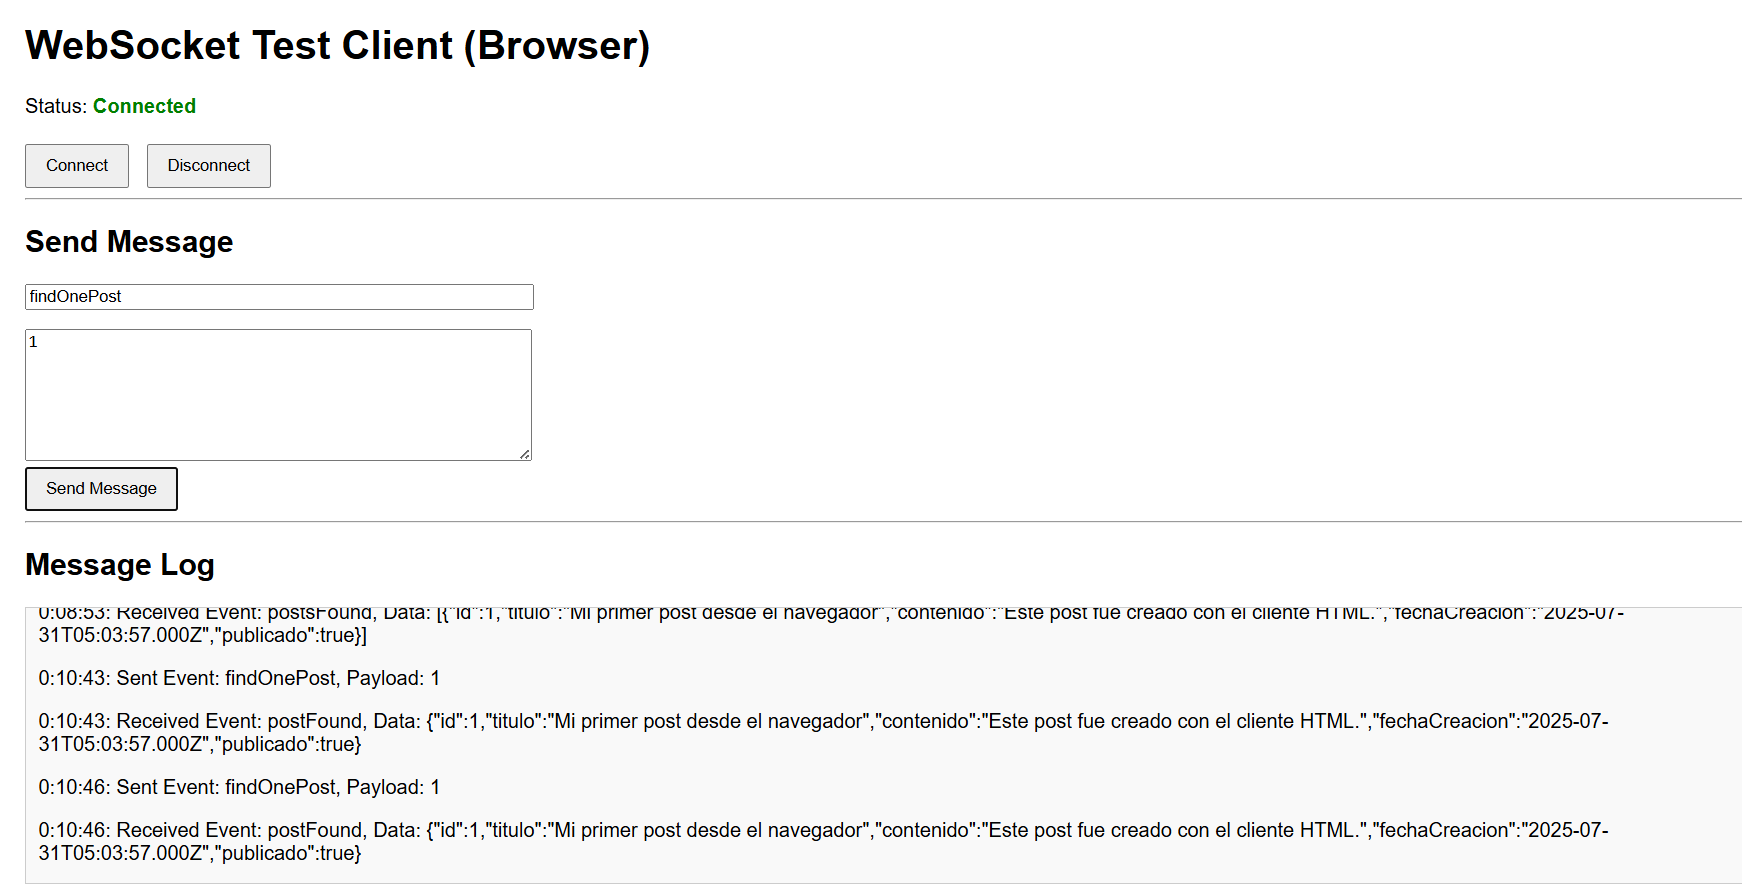 WebSocket Test Client (Browser)
Status: Connected
Connect Disconnect
Send Message
findOnePost
1
Send Message
Message Log
0:08:53: Received Event: postsFound, Data: [{"id":1,"titulo":"Mi primer post desde el navegador","contenido":"Este post fue creado con el cliente HTML.","fechaCreacion":"2025-07-
31T05:03:57.000Z","publicado":true}]
0:10:43: Sent Event: findOnePost, Payload: 1
0:10:43: Received Event: postFound, Data: {"id":1,"titulo":"Mi primer post desde el navegador","contenido":"Este post fue creado con el cliente HTML.","fechaCreacion":"2025-07-
31T05:03:57.000Z","publicado":true}
0:10:46: Sent Event: findOnePost, Payload: 1
0:10:46: Received Event: postFound, Data: {"id":1,"titulo":"Mi primer post desde el navegador","contenido":"Este post fue creado con el cliente HTML.","fechaCreacion":"2025-07-
31T05:03:57.000Z","publicado":true}